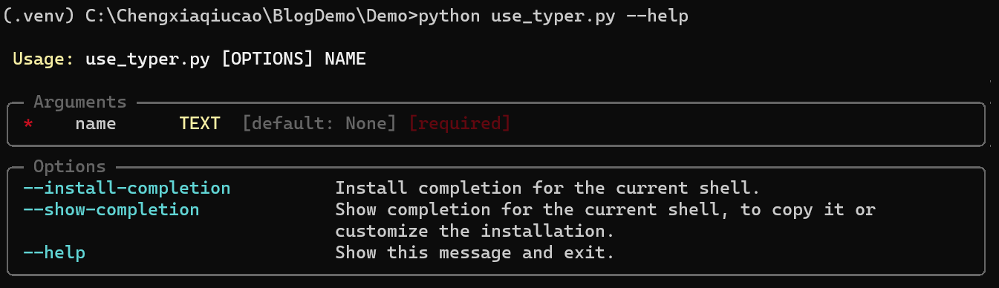 (.venv) C:\Chengxiaqiucao\BlogDemo\Demo>python use_typer.py --help
Usage: use_typer.py [OPTIONS] NAME
Arguments
* name TEXT [default: None] [required]
Options
--install-completion Install completion for the current shell.
--show-completion Show completion for the current shell, to copy it or
customize the installation.
--help Show this message and exit.